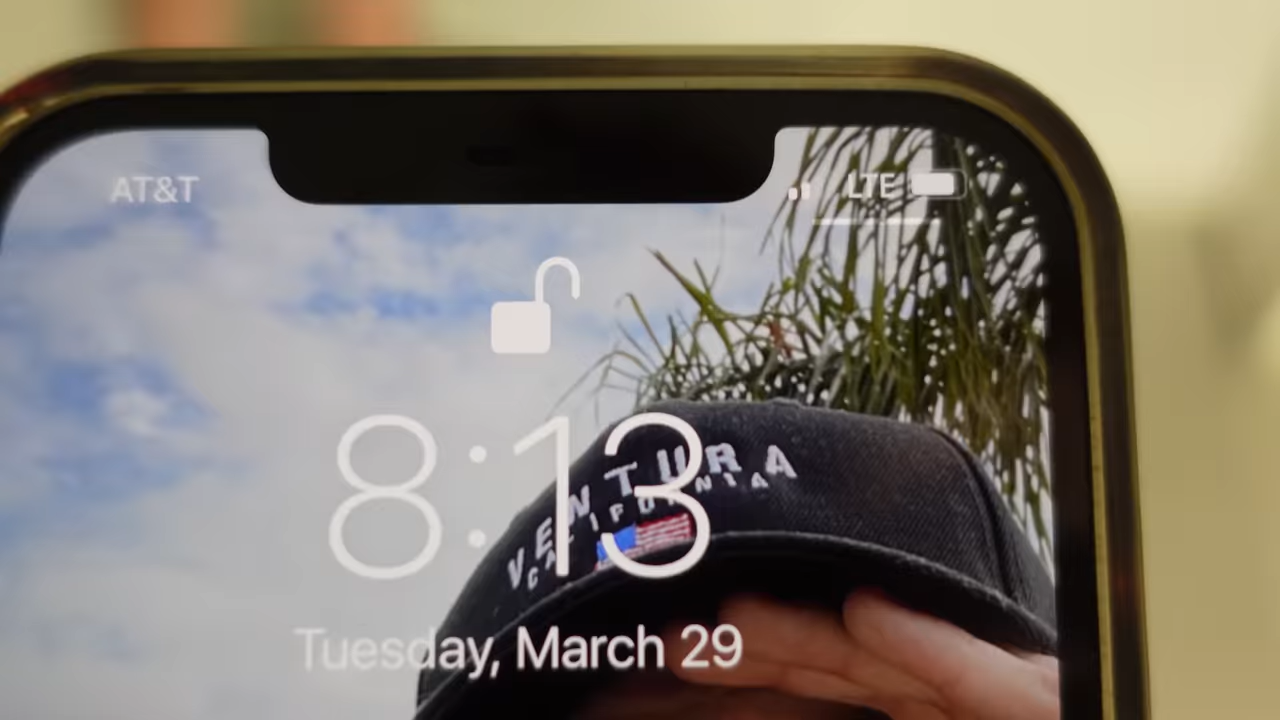 AT&T
LTE
8:13
VENTURA
CALIFORNIA
Tuesday, March 29